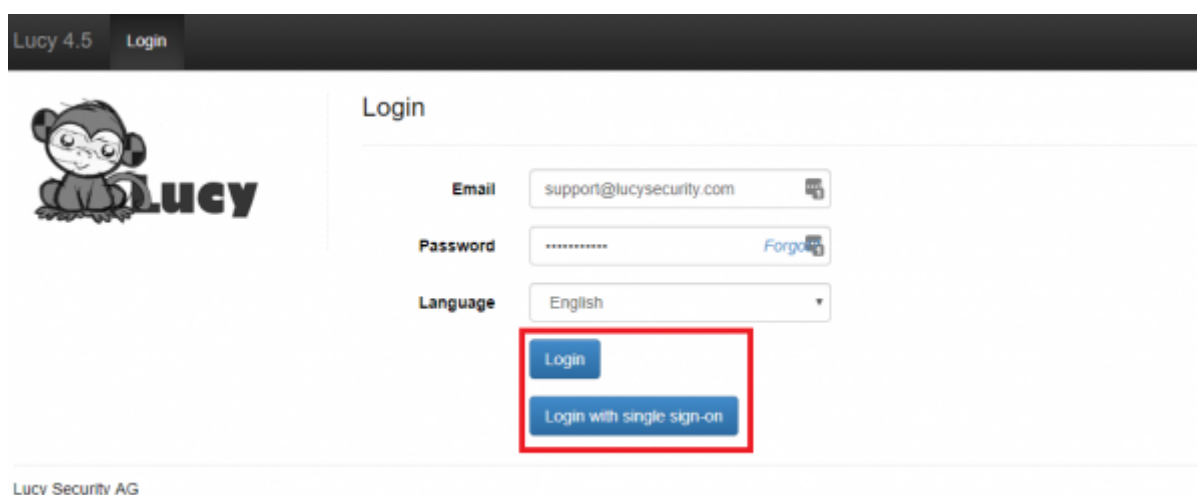 Lucy 4.5 Login
Lucy
Login
Email support@lucysecurity.com
Password ••••••••••• Forgo
Language English
Login
Login with single sign-on
Lucy Security AG